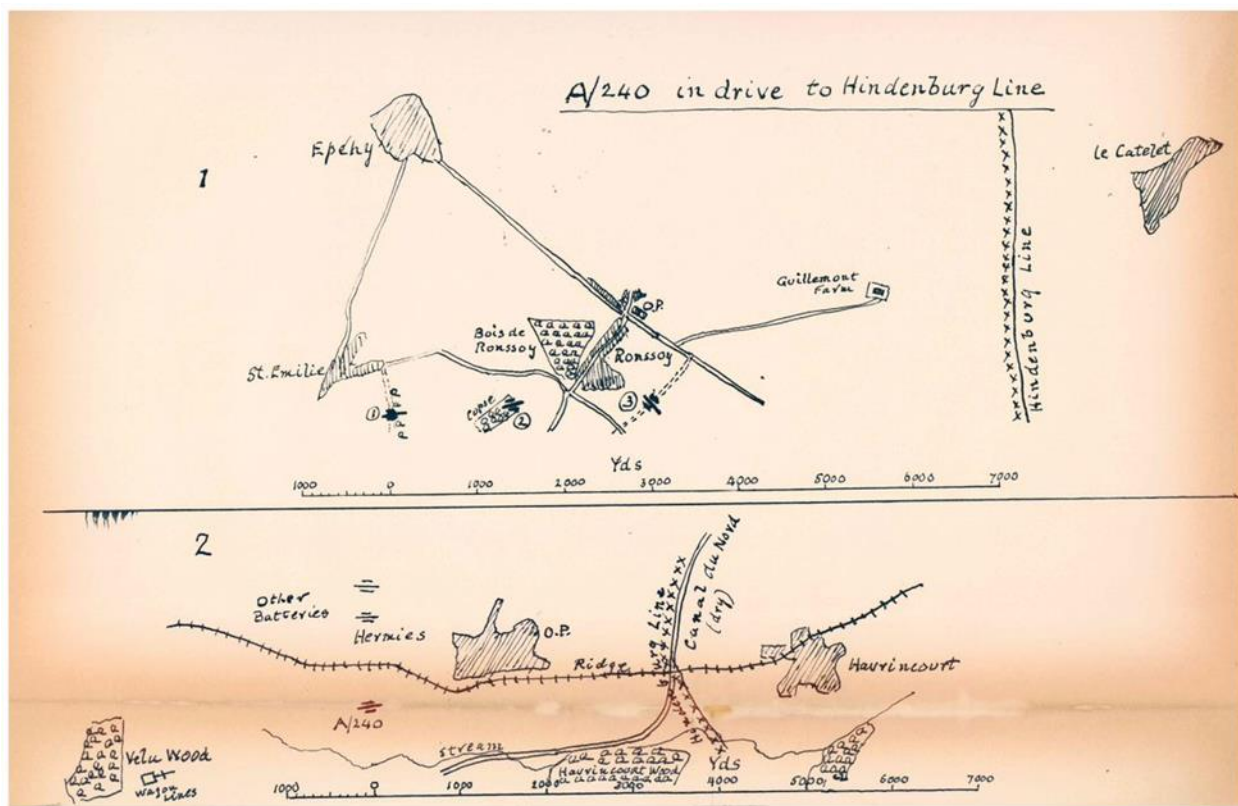 A/240 in drive to Hindenburg Line
1
Epéhy
le Catelet
Guillemont
Farm
O.P.
Bois de
Ronssoy
Ronssoy
St. Emilie
Hindenburg Line
1
Copse
2
3
Yds
1000 0 1000 2000 3000 4000 5000 6000 7000
2
Other
Batteries
Hermies
O.P.
Ridge
Canal du Nord
(dry)
Havrincourt
A/240
Stream
Velu Wood
Wagon
Lines
Havrincourt Wood
Yds
1000 0 1000 2000 3000 4000 5000 6000 7000